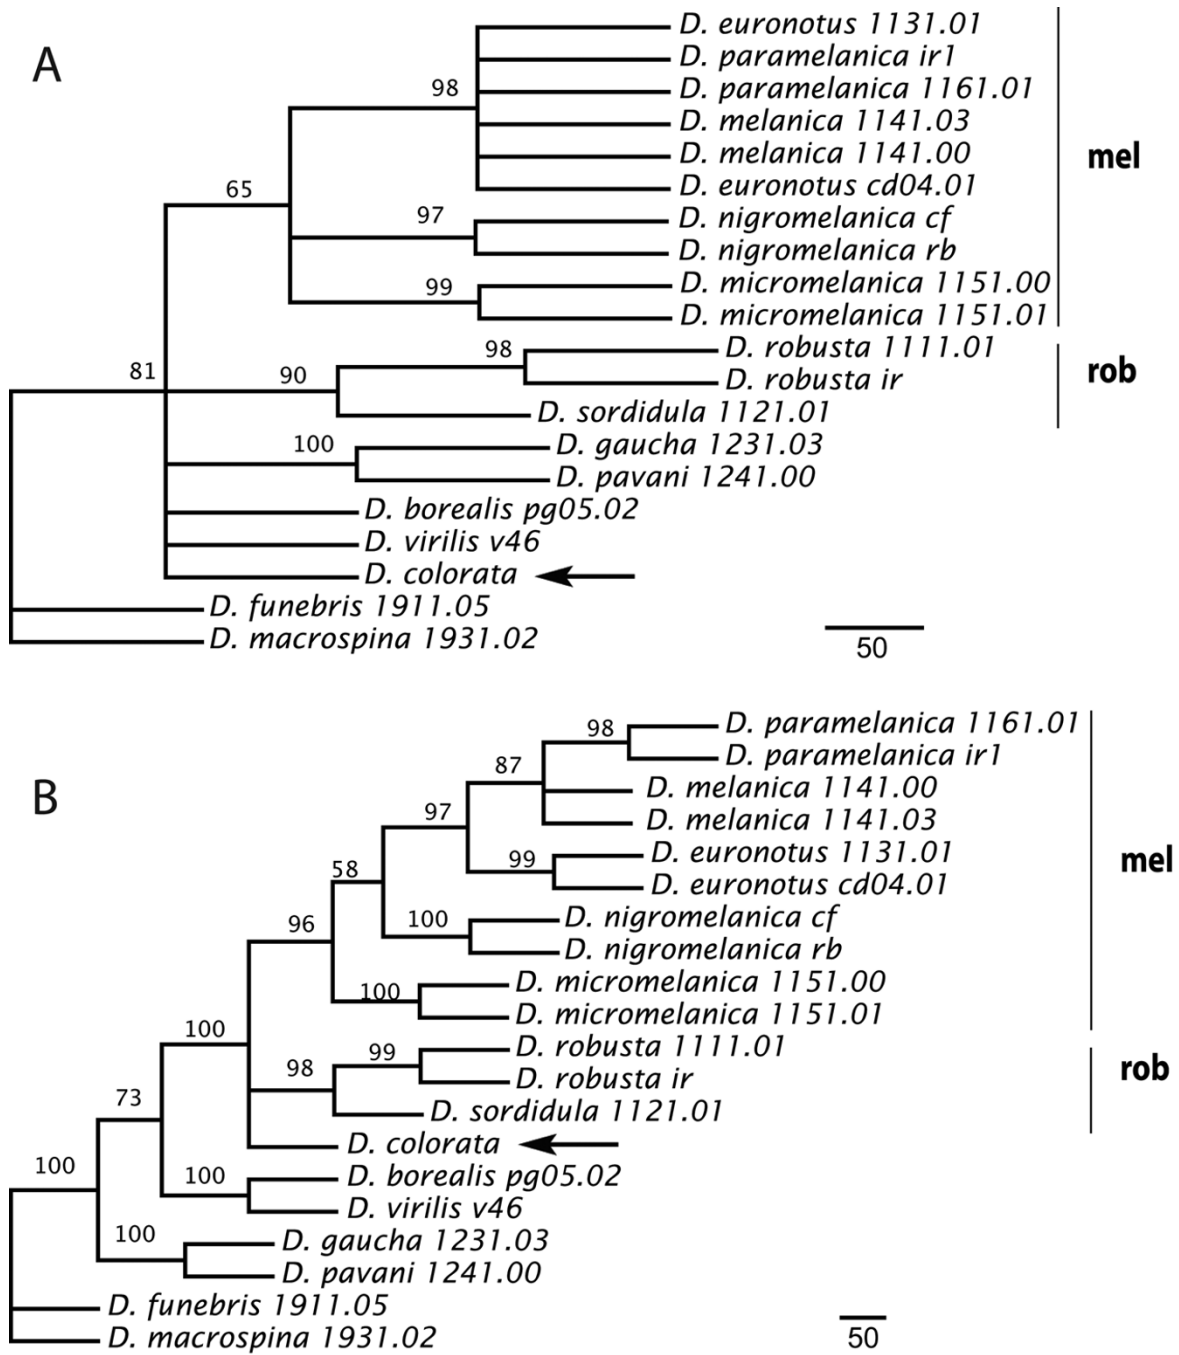 A
D. euronotus 1131.01
D. paramelanica ir1
98
D. paramelanica 1161.01
D. melanica 1141.03
D. melanica 1141.00
mel
65
D. euronotus cd04.01
97
D. nigromelanica cf
D. nigromelanica rb
99
D. micromelanica 1151.00
D. micromelanica 1151.01
98
D. robusta 1111.01
81
90
D. robusta ir
rob
D. sordidula 1121.01
100
D. gaucha 1231.03
D. pavani 1241.00
D. borealis pg05.02
D. virilis v46
D. colorata
D. funebris 1911.05
D. macrospina 1931.02
50
B
98
D. paramelanica 1161.01
D. paramelanica ir1
87
D. melanica 1141.00
97
D. melanica 1141.03
99
D. euronotus 1131.01
mel
58
D. euronotus cd04.01
96
100
D. nigromelanica cf
D. nigromelanica rb
100
D. micromelanica 1151.00
D. micromelanica 1151.01
100
99
D. robusta 1111.01
98
D. robusta ir
rob
73
D. sordidula 1121.01
D. colorata
100
100
D. borealis pg05.02
D. virilis v46
100
D. gaucha 1231.03
D. pavani 1241.00
D. funebris 1911.05
D. macrospina 1931.02
50